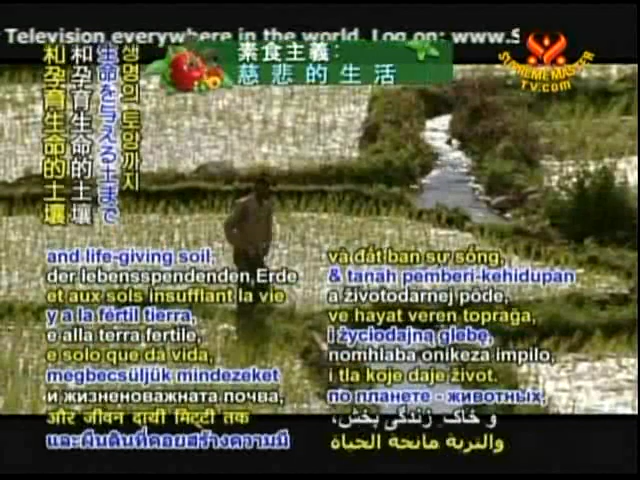 Television everywhere in the world. Log on: www.S
素食主義:
慈悲的生活
SUPREME MASTER
TV.com
생명의 토양까지
生命を与える土まで
和孕育生命的土壤
和孕育生命的土壤
and life-giving soil,
der lebensspendenden Erde
et aux sols insufflant la vie
y a la fértil tierra,
e alla terra fertile,
e solo que dá vida,
megbecsüljük mindezeket
и жизненоважната почва,
और जीवन दायी मिट्टी तक
และผืนดินที่คอยสร้างความมี
và đất ban sự sống,
& tanah pemberi-kehidupan
a životodarnej pôde,
ve hayat veren toprağa,
i życiodajną glebę,
nomhlaba onikeza impilo,
i tla koje daje život.
по планете - животных,
و خاک زندگی بخش،
والتربة مانحة الحياة